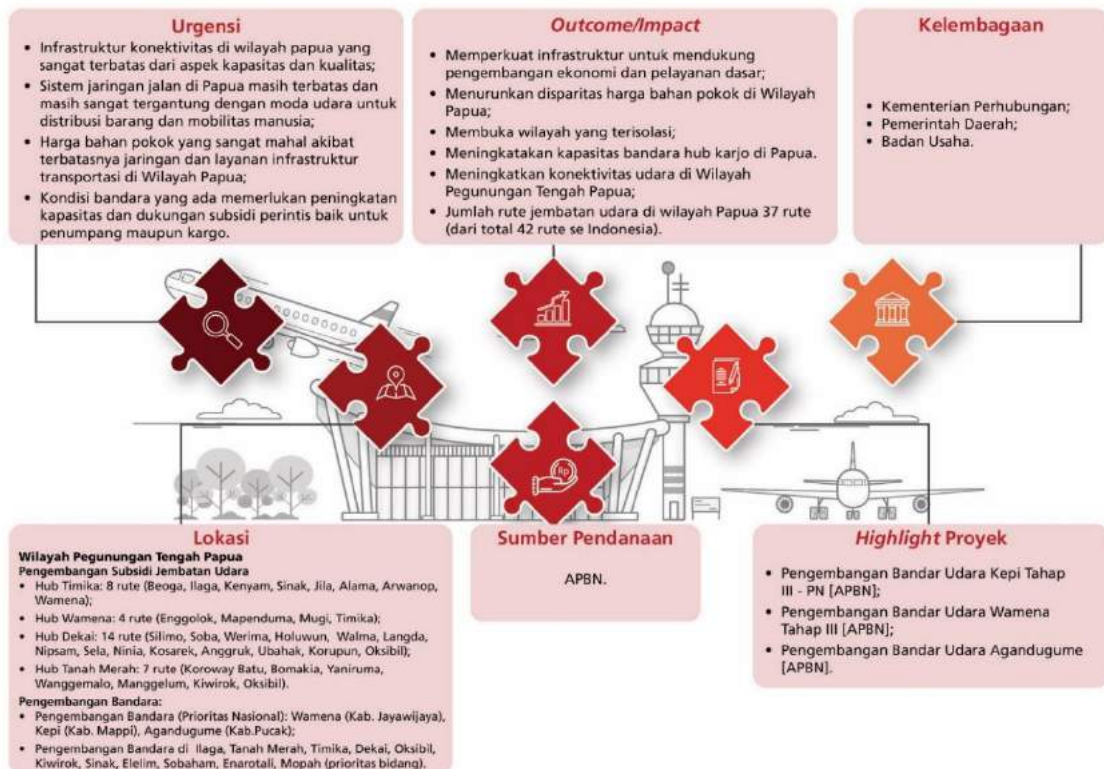 Urgensi
• Infrastruktur konektivitas di wilayah papua yang
sangat terbatas dari aspek kapasitas dan kualitas;
• Sistem jaringan jalan di Papua masih terbatas dan
masih sangat tergantung dengan moda udara untuk
distribusi barang dan mobilitas manusia;
• Harga bahan pokok yang sangat mahal akibat
terbatasnya jaringan dan layanan infrastruktur
transportasi di Wilayah Papua;
• Kondisi bandara yang ada memerlukan peningkatan
kapasitas dan dukungan subsidi perintis baik untuk
penumpang maupun kargo.
Outcome/Impact
• Memperkuat infrastruktur untuk mendukung
pengembangan ekonomi dan pelayanan dasar;
• Menurunkan disparitas harga bahan pokok di Wilayah
Papua;
• Membuka wilayah yang terisolasi;
• Meningkatakan kapasitas bandara hub karjo di Papua.
• Meningkatkan konektivitas udara di Wilayah
Pegunungan Tengah Papua;
• Jumlah rute jembatan udara di wilayah Papua 37 rute
(dari total 42 rute se Indonesia).
Kelembagaan
• Kementerian Perhubungan;
• Pemerintah Daerah;
• Badan Usaha.
Rp
Lokasi
Wilayah Pegunungan Tengah Papua
Pengembangan Subsidi Jembatan Udara
• Hub Timika: 8 rute (Beoga, Ilaga, Kenyam, Sinak, Jila, Alama, Arwanop,
Wamena);
• Hub Wamena: 4 rute (Enggolok, Mapenduma, Mugi, Timika);
• Hub Dekai: 14 rute (Silimo, Soba, Werima, Holuwun, Walma, Langda,
Nipsam, Sela, Ninia, Kosarek, Anggruk, Ubahak, Korupun, Oksibil);
• Hub Tanah Merah: 7 rute (Koroway Batu, Bomakia, Yaniruma,
Wanggemalo, Manggelum, Kiwirok, Oksibil).
Pengembangan Bandara:
• Pengembangan Bandara (Prioritas Nasional): Wamena (Kab. Jayawijaya),
Kepi (Kab. Mappi), Agandugume (Kab.Pucak);
• Pengembangan Bandara di Ilaga, Tanah Merah, Timika, Dekai, Oksibil,
Kiwirok, Sinak, Elelim, Sobaham, Enarotali, Mopah (prioritas bidang).
Sumber Pendanaan
APBN.
Highlight Proyek
• Pengembangan Bandar Udara Kepi Tahap
III - PN [APBN];
• Pengembangan Bandar Udara Wamena
Tahap III [APBN];
• Pengembangan Bandar Udara Agandugume
[APBN].